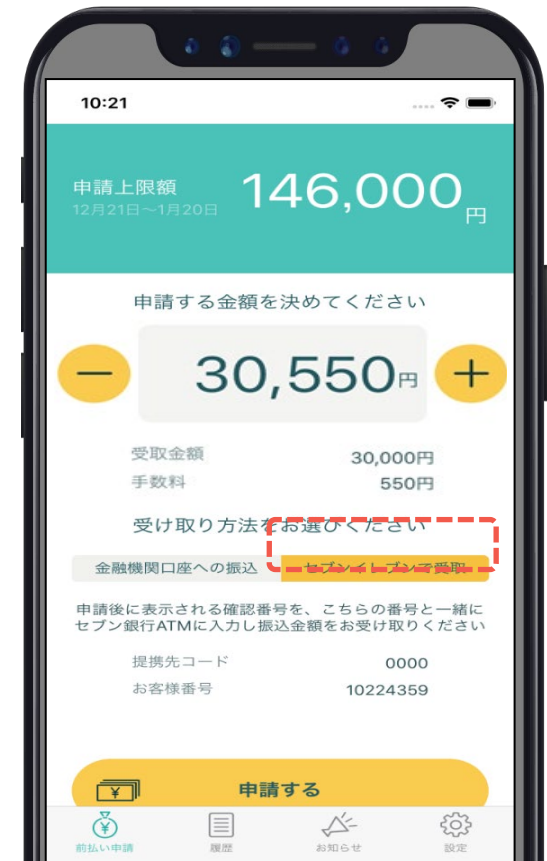 10:21
申請上限額
146,000円
12月21日～1月20日
申請する金額を決めてください
30,550円
受取金額 30,000円
手数料 550円
受け取り方法をお選びください
金融機関口座への振込 セブンイレブンで受取
申請後に表示される確認番号を、こちらの番号と一緒に
セブン銀行ATMに入力し振込金額をお受け取りください
提携先コード 0000
お客様番号 10224359
申請する
前払い申請 履歴 お知らせ 設定